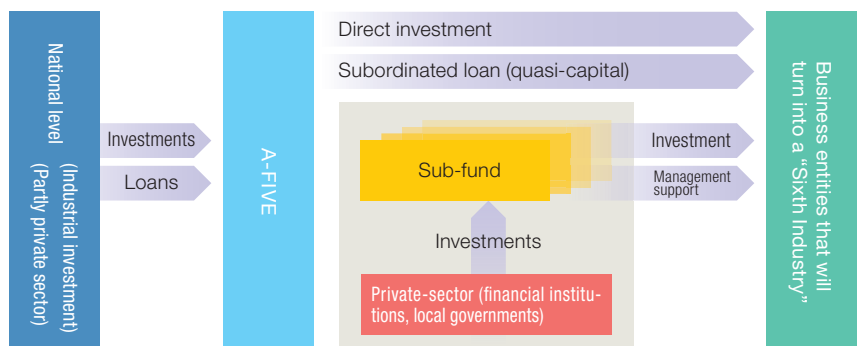 National level
(Industrial investment)
(Partly private sector)
Investments
Loans
A-FIVE
Direct investment
Subordinated loan (quasi-capital)
Sub-fund
Investments
Private-sector (financial institu-
tions, local governments)
Investment
Management
support
Business entities that will
turn into a “Sixth Industry”